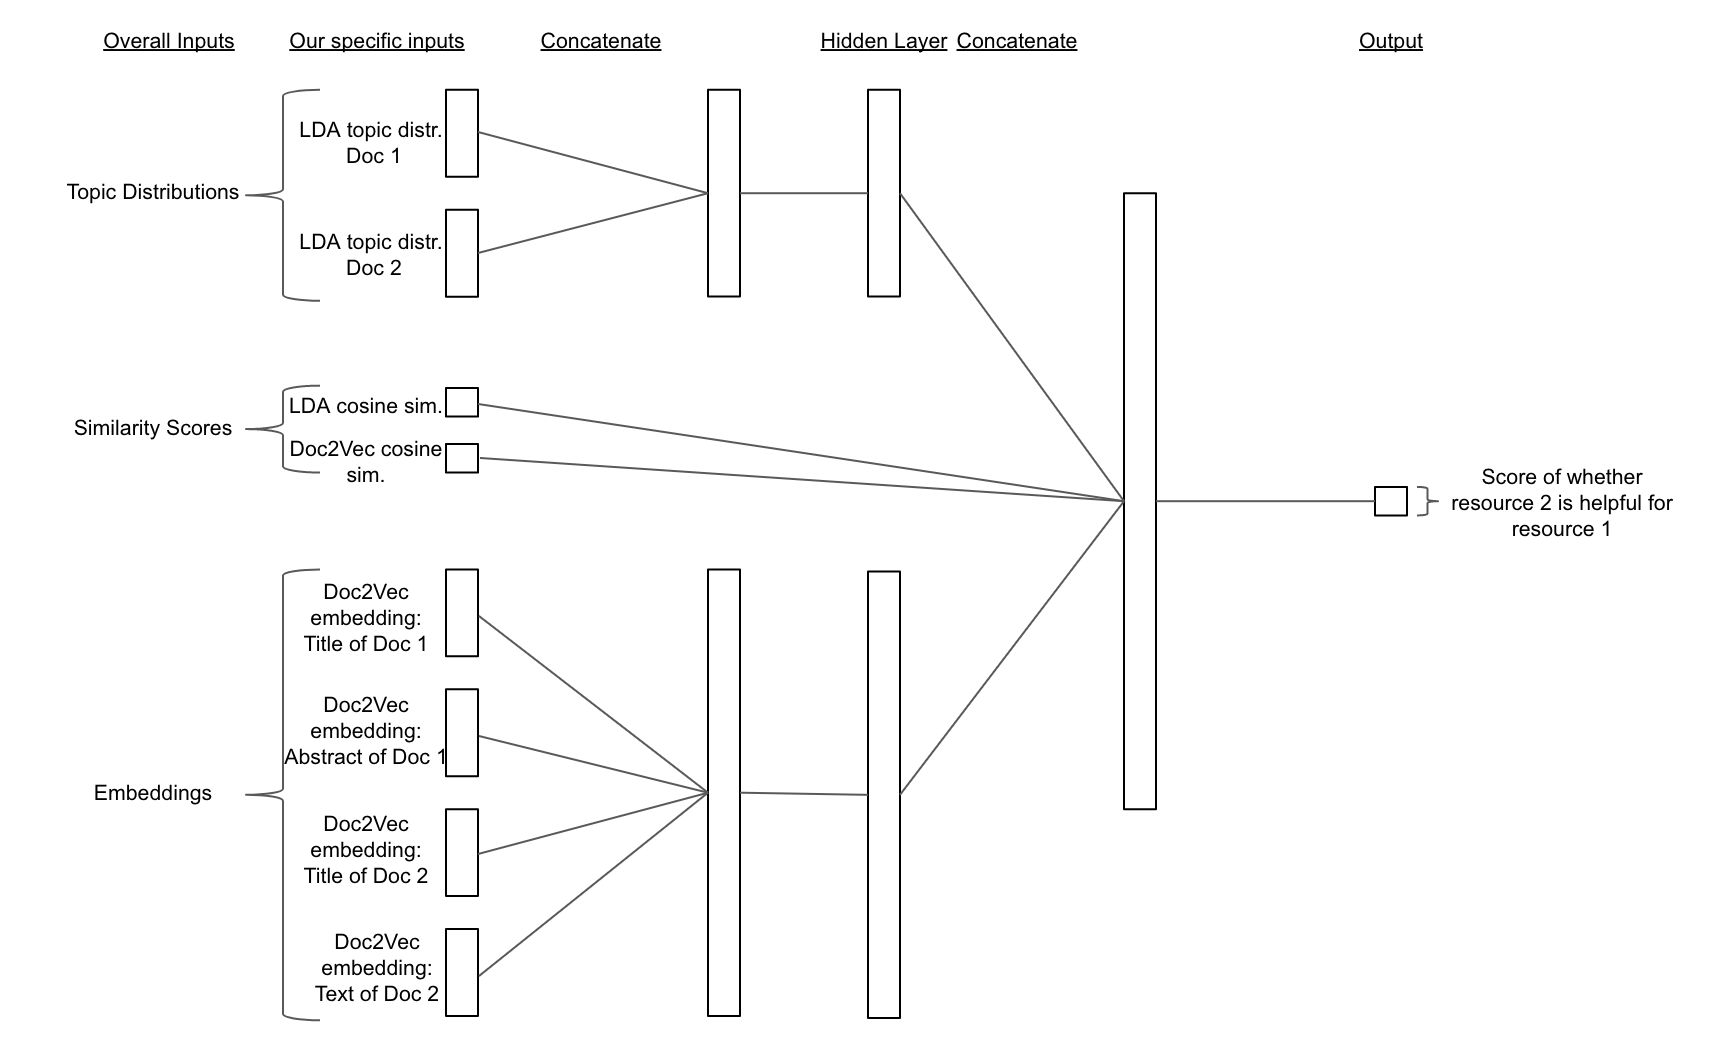 Overall Inputs
Our specific inputs
Concatenate
Hidden Layer
Concatenate
Output
Topic Distributions
LDA topic distr.
Doc 1
LDA topic distr.
Doc 2
Similarity Scores
LDA cosine sim.
Doc2Vec cosine
sim.
Embeddings
Doc2Vec
embedding:
Title of Doc 1
Doc2Vec
embedding:
Abstract of Doc 1
Doc2Vec
embedding:
Title of Doc 2
Doc2Vec
embedding:
Text of Doc 2
Score of whether
resource 2 is helpful for
resource 1